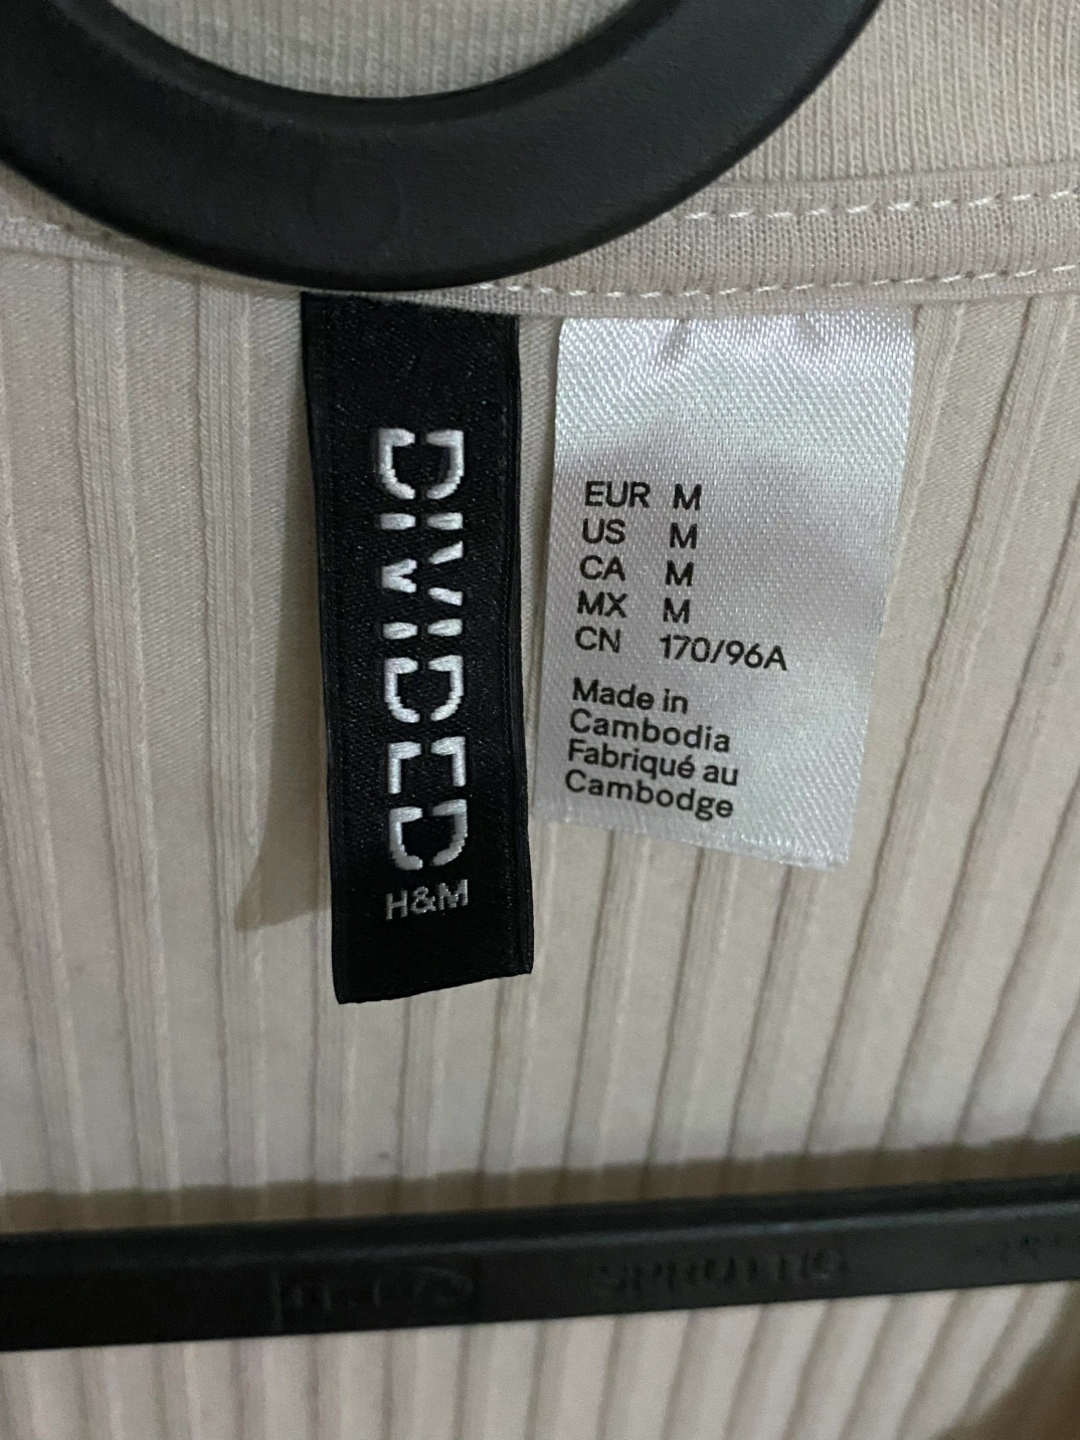 DIVIDED
H&M
EUR M
US M
CA M
MX M
CN 170/96A
Made in
Cambodia
Fabriqué au
Cambodge